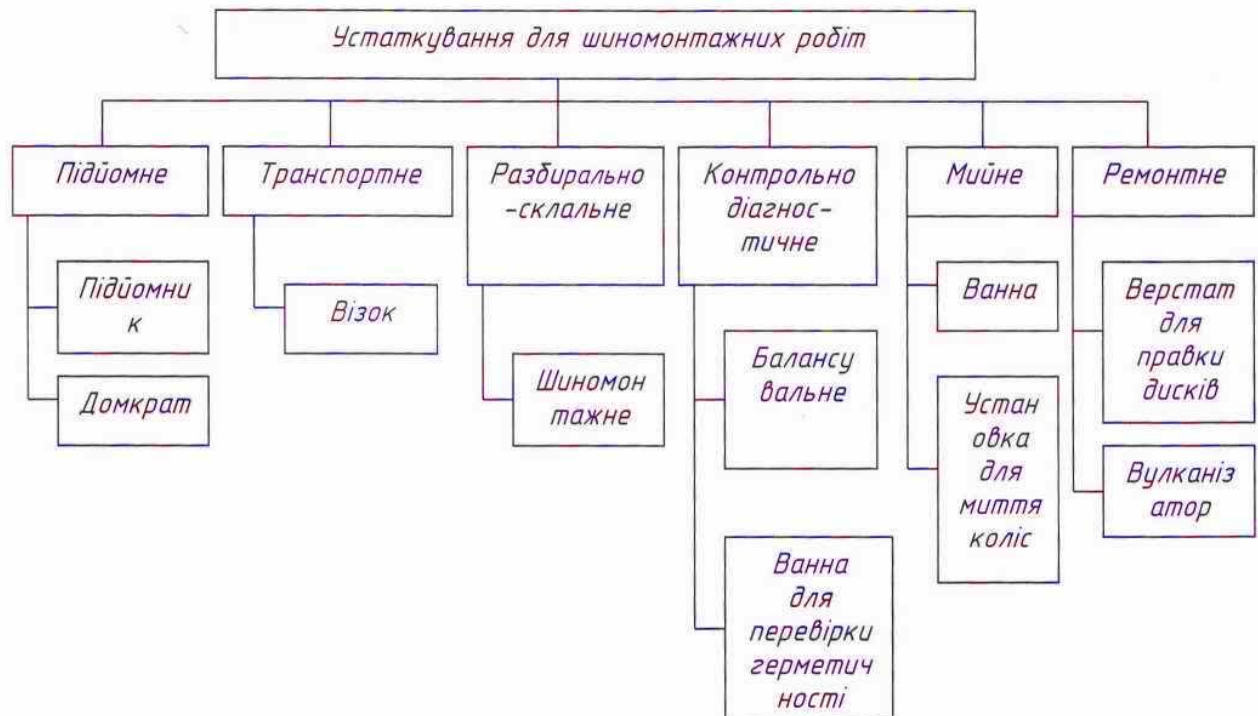 Устаткування для шиномонтажних робіт
Підйомне
Транспортне
Разбирально
-склальне
Контрольно
діагнос-
тичне
Мийне
Ремонтне
Підйомни
к
Домкрат
Візок
Шиномон
тажне
Балансу
вальне
Ванна
для
перевірки
герметич
ності
Ванна
Устан
овка
для
миття
коліс
Верстат
для
правки
дисків
Вулканіз
атор